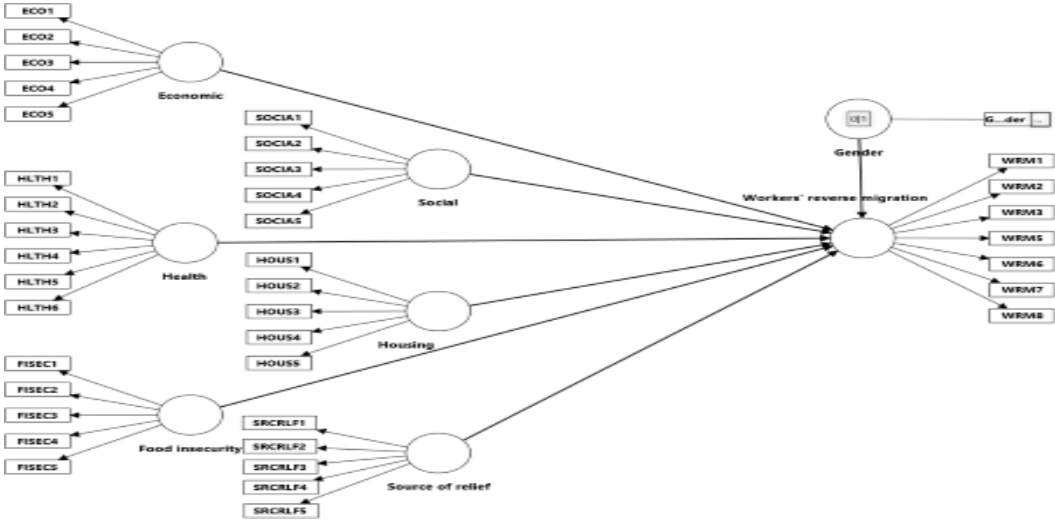 ECO1
ECO2
ECO3
ECO4
ECO5
Economic
SOCIA1
SOCIA2
SOCIA3
SOCIA4
SOCIA5
Social
HLTH1
HLTH2
HLTH3
HLTH4
HLTH5
HLTH6
Health
HOUS1
HOUS2
HOUS3
HOUS4
HOUS5
Housing
FISEC1
FISEC2
FISEC3
FISEC4
FISEC5
Food insecurity
SRCRLF1
SRCRLF2
SRCRLF3
SRCRLF4
SRCRLF5
Source of relief
0|1
G...der ...
Gender
Workers' reverse migration
WRM1
WRM2
WRM3
WRM5
WRM6
WRM7
WRM8